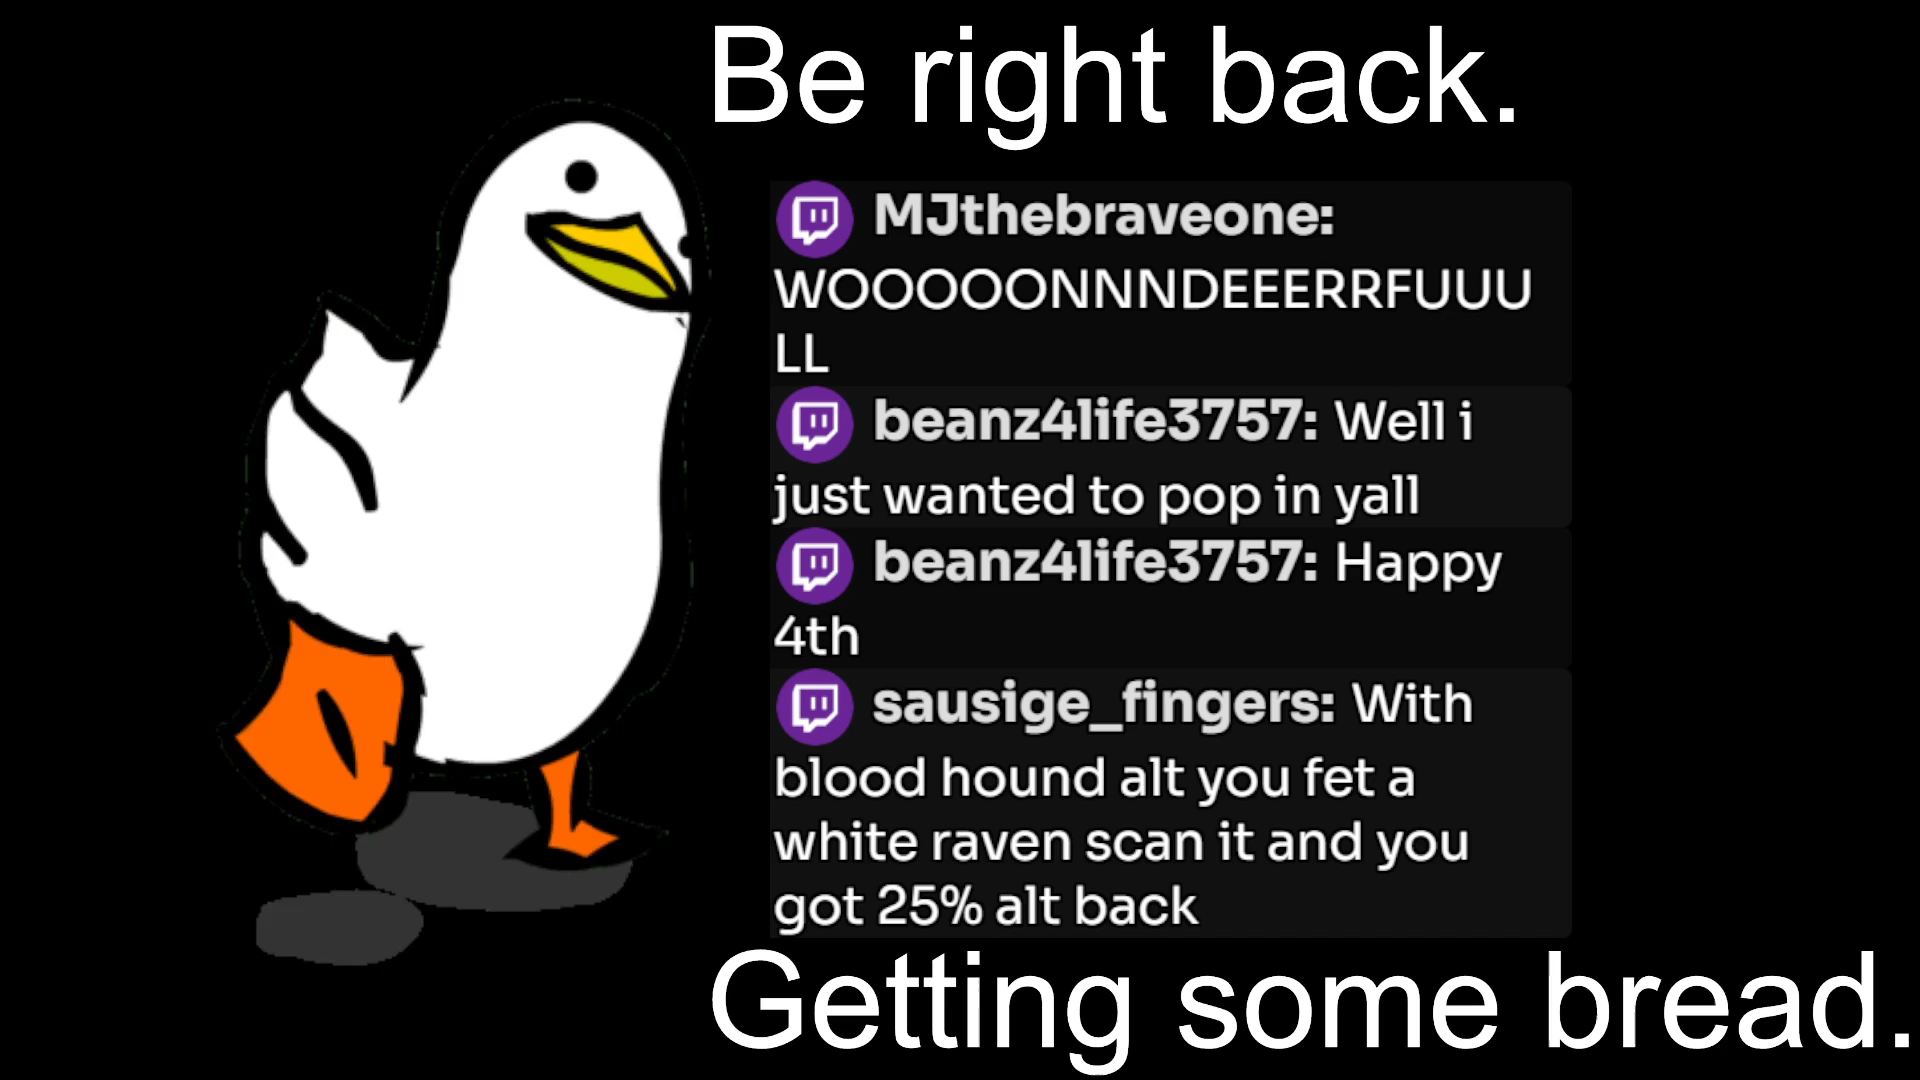 Be right back.
MJthebraveone:
WOOOOONNNDEEERRFUUU
LL
beanz4life3757: Well i
just wanted to pop in yall
beanz4life3757: Happy
4th
sausige_fingers: With
blood hound alt you fet a
white raven scan it and you
got 25% alt back
Getting some bread.